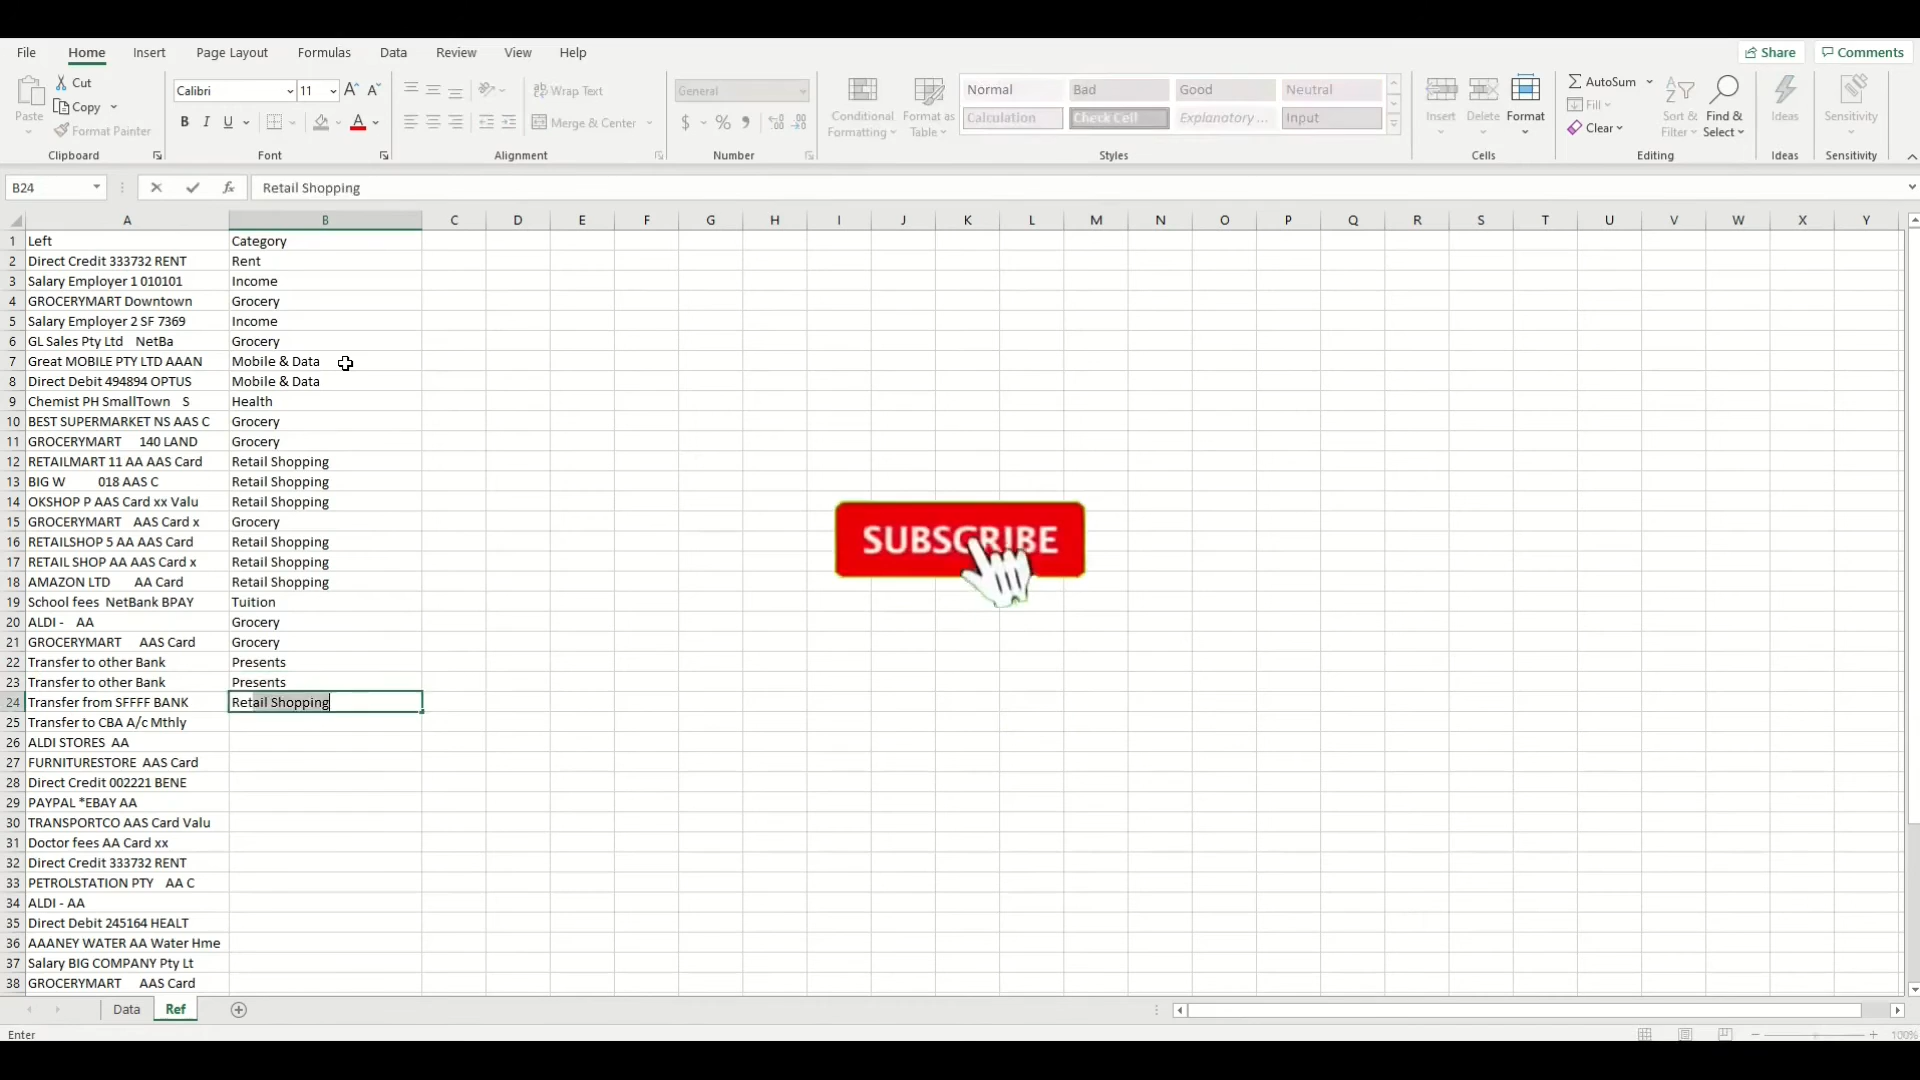 File Home Insert Page Layout Formulas Data Review View Help Share Comments
Cut
Copy
Format Painter
Paste
Clipboard
Calibri 11
B I U
Font
Wrap Text
Merge & Center
Alignment
General
$ % ,
Number
Conditional Formatting
Format as Table
Normal Bad Good Neutral
Calculation Check Cell Explanatory ... Input
Styles
Insert Delete Format
Cells
AutoSum
Fill
Clear
Sort & Filter
Find & Select
Editing
Ideas
Ideas
Sensitivity
Sensitivity
B24 fx Retail Shopping
A B C D E F G H I J K L M N O P Q R S T U V W X Y
1 Left Category
2 Direct Credit 333732 RENT Rent
3 Salary Employer 1 010101 Income
4 GROCERYMART Downtown Grocery
5 Salary Employer 2 SF 7369 Income
6 GL Sales Pty Ltd NetBa Grocery
7 Great MOBILE PTY LTD AAAN Mobile & Data
8 Direct Debit 494894 OPTUS Mobile & Data
9 Chemist PH SmallTown S Health
10 BEST SUPERMARKET NS AAS C Grocery
11 GROCERYMART 140 LAND Grocery
12 RETAILMART 11 AA AAS Card Retail Shopping
13 BIG W 018 AAS C Retail Shopping
14 OKSHOP P AAS Card xx Valu Retail Shopping
15 GROCERYMART AAS Card x Grocery
16 RETAILSHOP 5 AA AAS Card Retail Shopping
17 RETAIL SHOP AA AAS Card x Retail Shopping
18 AMAZON LTD AA Card Retail Shopping
19 School fees NetBank BPAY Tuition
20 ALDI - AA Grocery
21 GROCERYMART AAS Card Grocery
22 Transfer to other Bank Presents
23 Transfer to other Bank Presents
24 Transfer from SFFFF BANK Retail Shopping
25 Transfer to CBA A/c Mthly
26 ALDI STORES AA
27 FURNITURESTORE AAS Card
28 Direct Credit 002221 BENE
29 PAYPAL *EBAY AA
30 TRANSPORTCO AAS Card Valu
31 Doctor fees AA Card xx
32 Direct Credit 333732 RENT
33 PETROLSTATION PTY AA C
34 ALDI - AA
35 Direct Debit 245164 HEALT
36 AAANEY WATER AA Water Hme
37 Salary BIG COMPANY Pty Lt
38 GROCERYMART AAS Card
SUBSCRIBE
Data Ref
Enter
100%